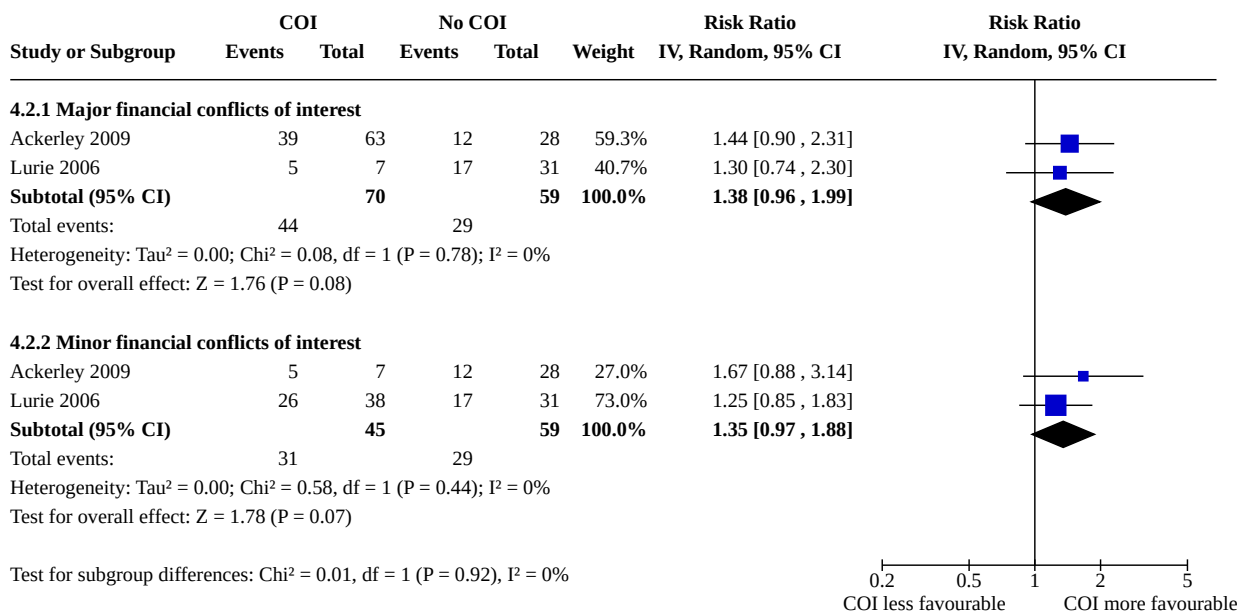 COI No COI Risk Ratio Risk Ratio
Study or Subgroup Events Total Events Total Weight IV, Random, 95% CI IV, Random, 95% CI
4.2.1 Major financial conflicts of interest
Ackerley 2009 39 63 12 28 59.3% 1.44 [0.90 , 2.31]
Lurie 2006 5 7 17 31 40.7% 1.30 [0.74 , 2.30]
Subtotal (95% CI) 70 59 100.0% 1.38 [0.96 , 1.99]
Total events: 44 29
Heterogeneity: Tau² = 0.00; Chi² = 0.08, df = 1 (P = 0.78); I² = 0%
Test for overall effect: Z = 1.76 (P = 0.08)
4.2.2 Minor financial conflicts of interest
Ackerley 2009 5 7 12 28 27.0% 1.67 [0.88 , 3.14]
Lurie 2006 26 38 17 31 73.0% 1.25 [0.85 , 1.83]
Subtotal (95% CI) 45 59 100.0% 1.35 [0.97 , 1.88]
Total events: 31 29
Heterogeneity: Tau² = 0.00; Chi² = 0.58, df = 1 (P = 0.44); I² = 0%
Test for overall effect: Z = 1.78 (P = 0.07)
Test for subgroup differences: Chi² = 0.01, df = 1 (P = 0.92), I² = 0%
0.2 0.5 1 2 5
COI less favourable COI more favourable